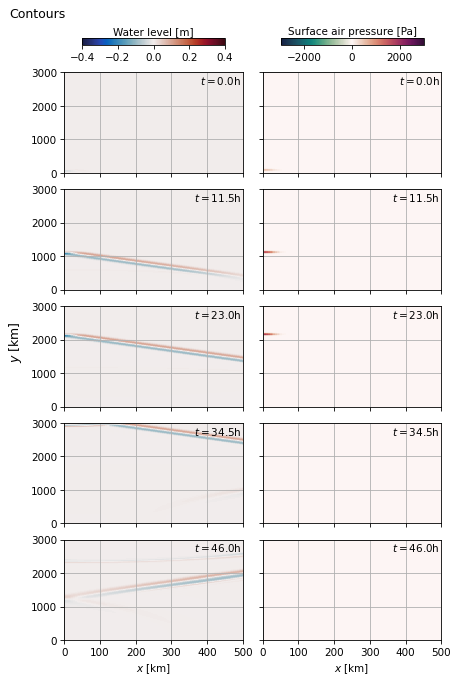 Contours
Water level [m]
Surface air pressure [Pa]
−0.4 −0.2 0.0 0.2 0.4
−2000 0 2000
3000
2000
1000
0
t = 0.0h
t = 0.0h
3000
2000
1000
0
t = 11.5h
t = 11.5h
3000
2000
1000
0
t = 23.0h
t = 23.0h
y [km]
3000
2000
1000
0
t = 34.5h
t = 34.5h
3000
2000
1000
0
t = 46.0h
t = 46.0h
0 100 200 300 400 500
0 100 200 300 400 500
x [km]
x [km]